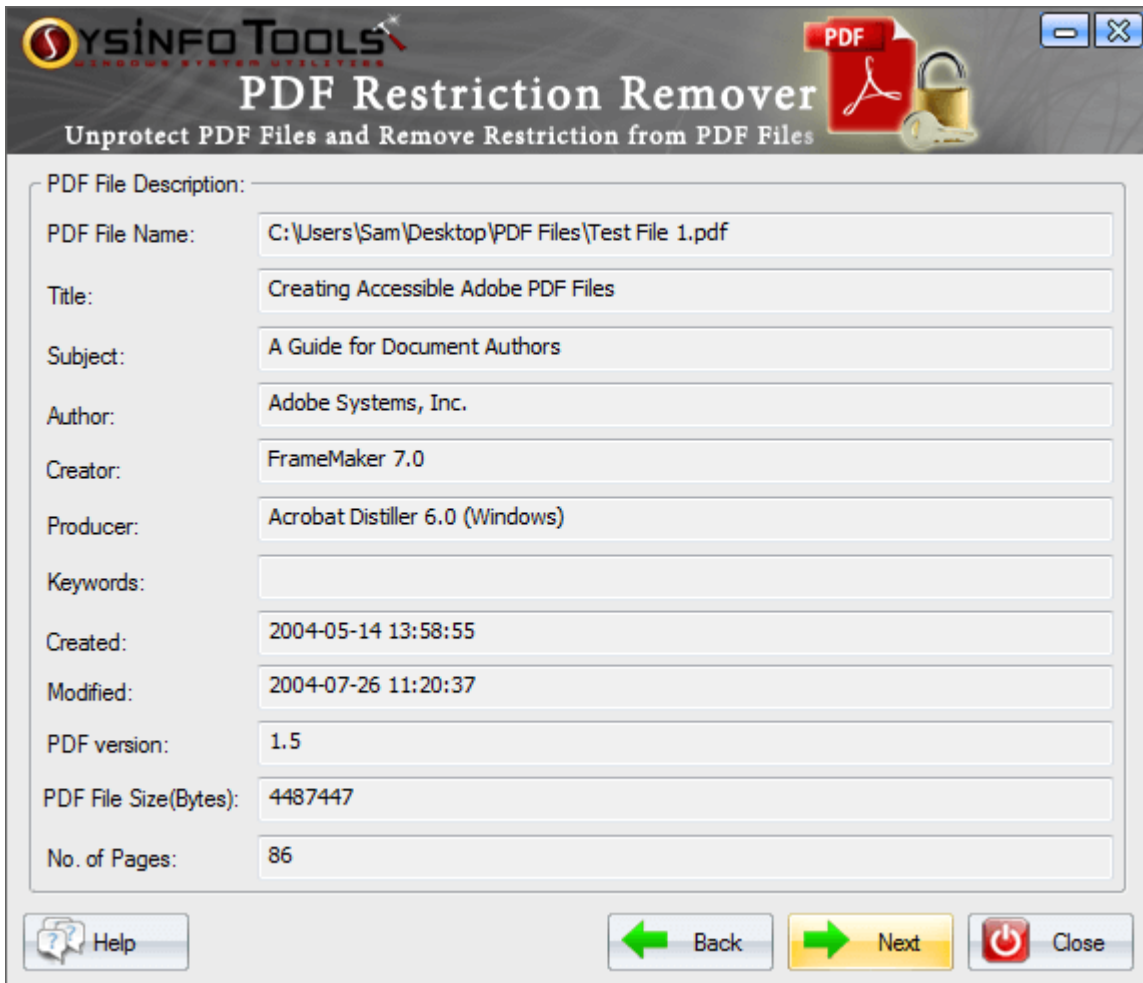 SYSINFOTOOLS
WINDOWS SYSTEM UTILITIES
PDF
PDF Restriction Remover
Unprotect PDF Files and Remove Restriction from PDF Files
PDF File Description:
PDF File Name: C:\Users\Sam\Desktop\PDF Files\Test File 1.pdf
Title: Creating Accessible Adobe PDF Files
Subject: A Guide for Document Authors
Author: Adobe Systems, Inc.
Creator: FrameMaker 7.0
Producer: Acrobat Distiller 6.0 (Windows)
Keywords:
Created: 2004-05-14 13:58:55
Modified: 2004-07-26 11:20:37
PDF version: 1.5
PDF File Size(Bytes): 4487447
No. of Pages: 86
Help Back Next Close